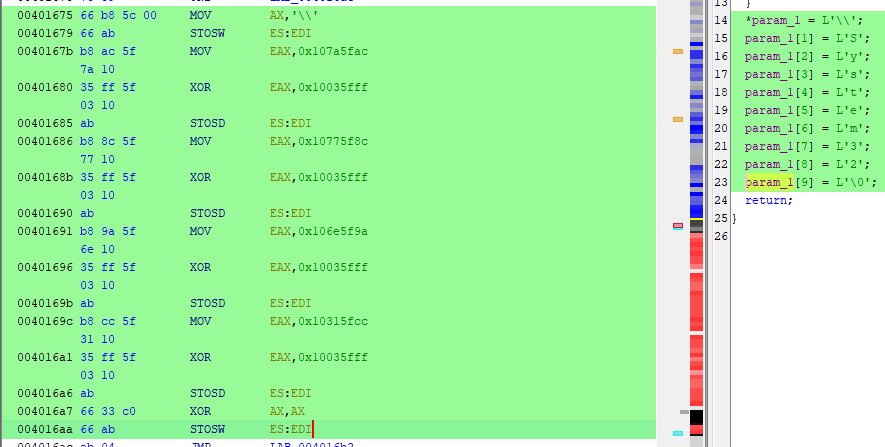 00401675 66 b8 5c 00 MOV AX,'\\'
00401679 66 ab STOSW ES:EDI
0040167b b8 ac 5f MOV EAX,0x107a5fac
7a 10
00401680 35 ff 5f XOR EAX,0x10035fff
03 10
00401685 ab STOSD ES:EDI
00401686 b8 8c 5f MOV EAX,0x10775f8c
77 10
0040168b 35 ff 5f XOR EAX,0x10035fff
03 10
00401690 ab STOSD ES:EDI
00401691 b8 9a 5f MOV EAX,0x106e5f9a
6e 10
00401696 35 ff 5f XOR EAX,0x10035fff
03 10
0040169b ab STOSD ES:EDI
0040169c b8 cc 5f MOV EAX,0x10315fcc
31 10
004016a1 35 ff 5f XOR EAX,0x10035fff
03 10
004016a6 ab STOSD ES:EDI
004016a7 66 33 c0 XOR AX,AX
004016aa 66 ab STOSW ES:EDI
13 }
14 *param_1 = L'\\';
15 param_1[1] = L'S';
16 param_1[2] = L'y';
17 param_1[3] = L's';
18 param_1[4] = L't';
19 param_1[5] = L'e';
20 param_1[6] = L'm';
21 param_1[7] = L'3';
22 param_1[8] = L'2';
23 param_1[9] = L'\0';
24 return;
25 }
26